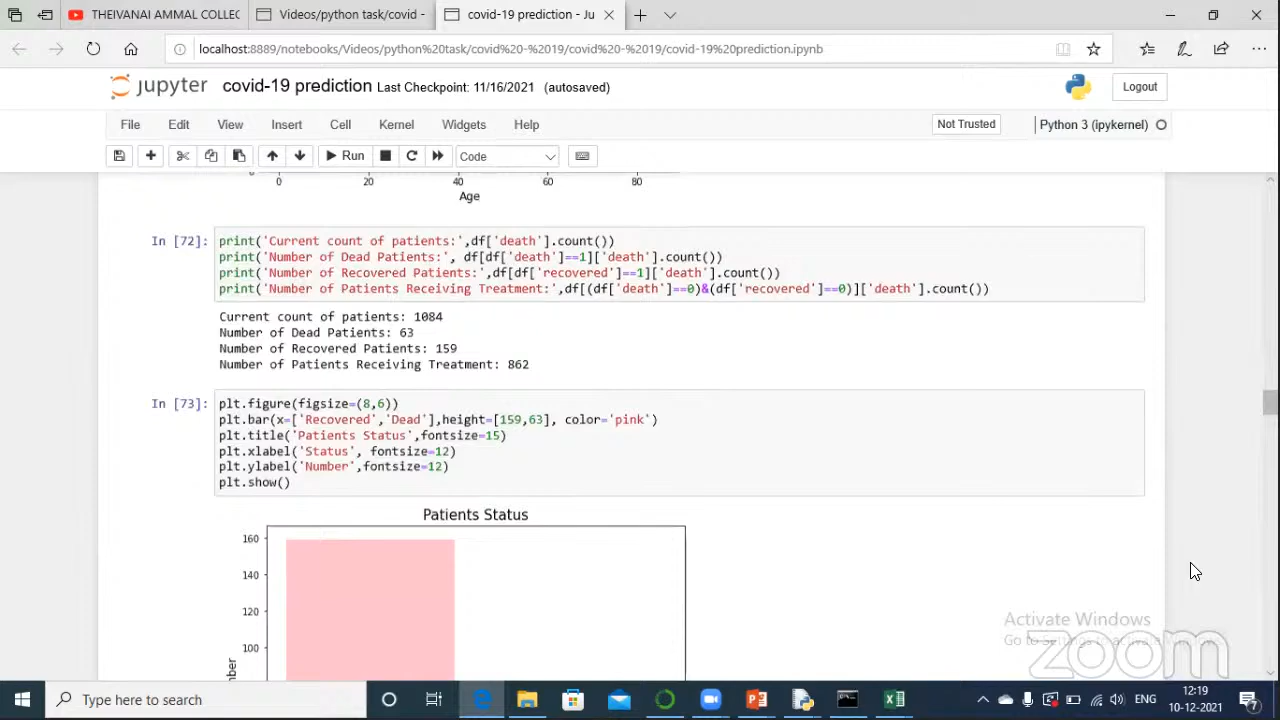 THEIVANAI AMMAL COLLEC
Videos/python task/covid -
covid-19 prediction - Ju
localhost:8889/notebooks/Videos/python%20task/covid%20-%2019/covid%20-%2019/covid-19%20prediction.ipynb
jupyter covid-19 prediction Last Checkpoint: 11/16/2021 (autosaved)
Logout
File Edit View Insert Cell Kernel Widgets Help
Not Trusted
Python 3 (ipykernel)
Run
Code
0 20 40 60 80
Age
In [72]: print('Current count of patients:',df['death'].count())
print('Number of Dead Patients:', df[df['death']==1]['death'].count())
print('Number of Recovered Patients:',df[df['recovered']==1]['death'].count())
print('Number of Patients Receiving Treatment:',df[(df['death']==0)&(df['recovered']==0)]['death'].count())
Current count of patients: 1084
Number of Dead Patients: 63
Number of Recovered Patients: 159
Number of Patients Receiving Treatment: 862
In [73]: plt.figure(figsize=(8,6))
plt.bar(x=['Recovered','Dead'],height=[159,63], color='pink')
plt.title('Patients Status',fontsize=15)
plt.xlabel('Status', fontsize=12)
plt.ylabel('Number',fontsize=12)
plt.show()
Patients Status
160
140
120
100
Activate Windows
zoom
Type here to search
ENG
12:19
10-12-2021
7